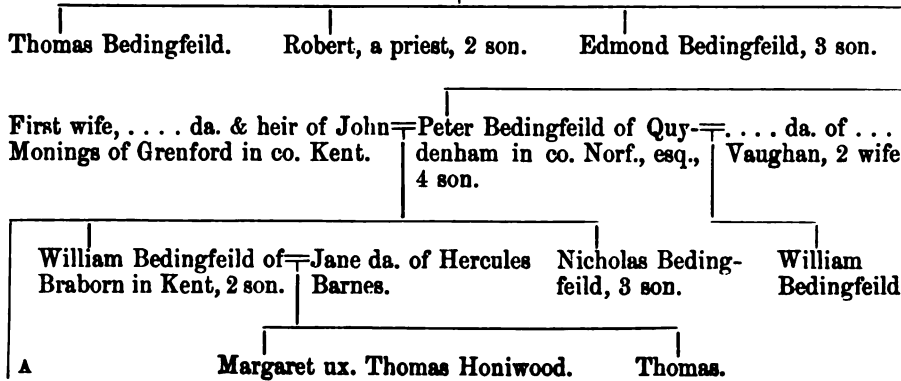 Thomas Bedingfeild. Robert, a priest, 2 son. Edmond Bedingfeild, 3 son.
First wife, .... da. & heir of John
Monings of Grenford in co. Kent.
Peter Bedingfeild of Quy-
denham in co. Norf., esq.,
4 son.
.... da. of ...
Vaughan, 2 wife
William Bedingfeild of
Braborn in Kent, 2 son.
Jane da. of Hercules
Barnes.
Nicholas Beding-
feild, 3 son.
William
Bedingfeild
A
Margaret ux. Thomas Honiwood. Thomas.